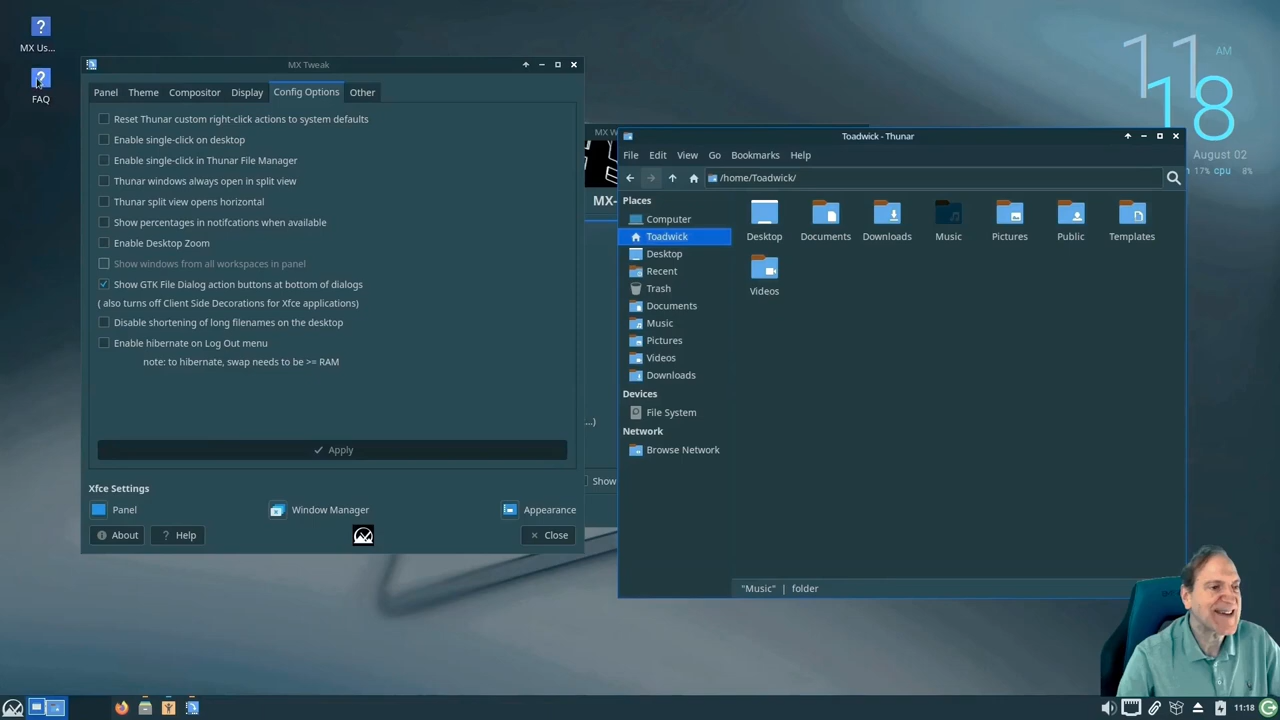 MX Us...
FAQ
MX Tweak
Panel Theme Compositor Display Config Options Other
Reset Thunar custom right-click actions to system defaults
Enable single-click on desktop
Enable single-click in Thunar File Manager
Thunar windows always open in split view
Thunar split view opens horizontal
Show percentages in notifcations when available
Enable Desktop Zoom
Show windows from all workspaces in panel
Show GTK File Dialog action buttons at bottom of dialogs
( also turns off Client Side Decorations for Xfce applications)
Disable shortening of long filenames on the desktop
Enable hibernate on Log Out menu
note: to hibernate, swap needs to be >= RAM
Apply
Xfce Settings
Panel Window Manager Appearance
About Help Close
MX W
MX-
...)
Show
Toadwick - Thunar
File Edit View Go Bookmarks Help
/home/Toadwick/
Places
Computer
Toadwick
Desktop
Recent
Trash
Documents
Music
Pictures
Videos
Downloads
Devices
File System
Network
Browse Network
Desktop Documents Downloads Music Pictures Public Templates
Videos
"Music" | folder
11 AM
18
August 02
17% cpu 8%
11:18